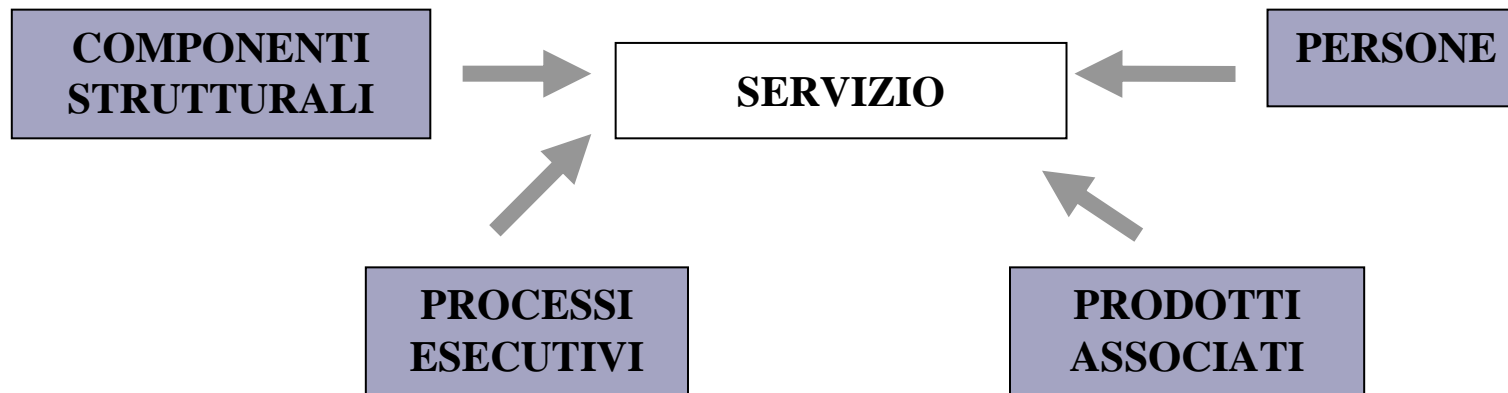 COMPONENTI
STRUTTURALI
SERVIZIO
PERSONE
PROCESSI
ESECUTIVI
PRODOTTI
ASSOCIATI